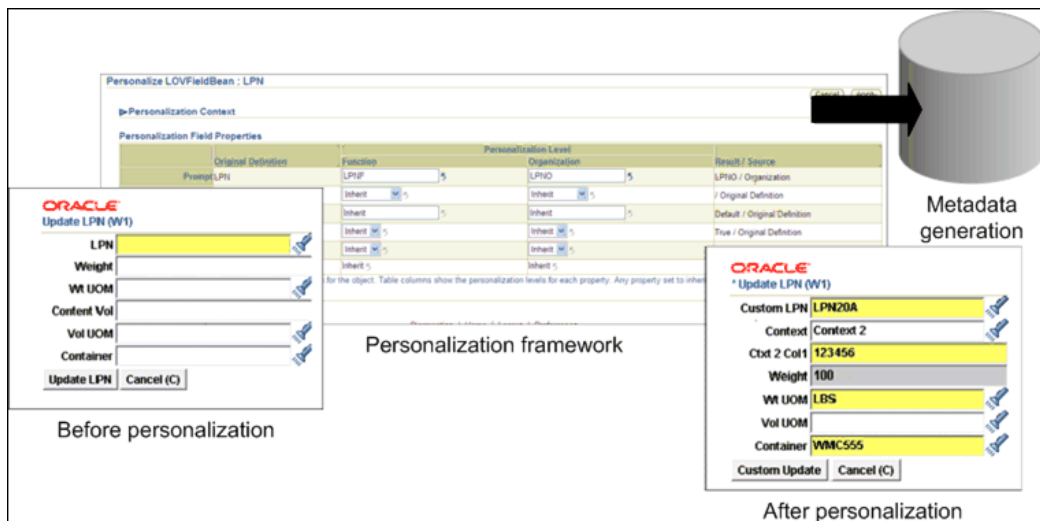 Personalize LOVFieldBean : LPN
Cancel
Personalization Context
Personalization Field Properties
Personalization Level
Original Definition Function Organization Result / Source
Prompt LPN LPNF LPNO LPNO / Organization
Inherit Inherit / Original Definition
Inherit Inherit Default / Original Definition
Inherit Inherit True / Original Definition
Inherit Inherit
Inherit Inherit
for the object. Table columns show the personalization levels for each property. Any property set to inherit
Personalization framework
Metadata
generation
ORACLE
Update LPN (W1)
LPN
Weight
Wt UOM
Content Vol
Vol UOM
Container
Update LPN Cancel (C)
Before personalization
ORACLE
* Update LPN (W1)
Custom LPN LPN20A
Context Context 2
Ctxt 2 Col1 123456
Weight 100
Wt UOM LBS
Vol UOM
Container WMC555
Custom Update Cancel (C)
After personalization